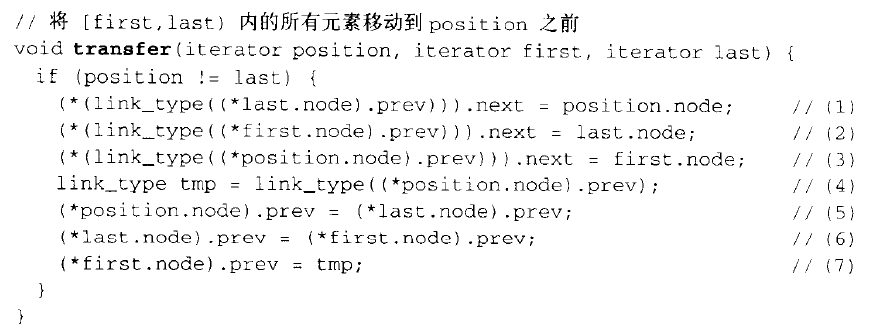 // 将 [first,last) 内的所有元素移动到 position 之前
void transfer(iterator position, iterator first, iterator last) {
if (position != last) {
(*(link_type((*last.node).prev))).next = position.node; // (1)
(*(link_type((*first.node).prev))).next = last.node; // (2)
(*(link_type((*position.node).prev))).next = first.node; // (3)
link_type tmp = link_type((*position.node).prev); // (4)
(*position.node).prev = (*last.node).prev; // (5)
(*last.node).prev = (*first.node).prev; // (6)
(*first.node).prev = tmp; // (7)
}
}